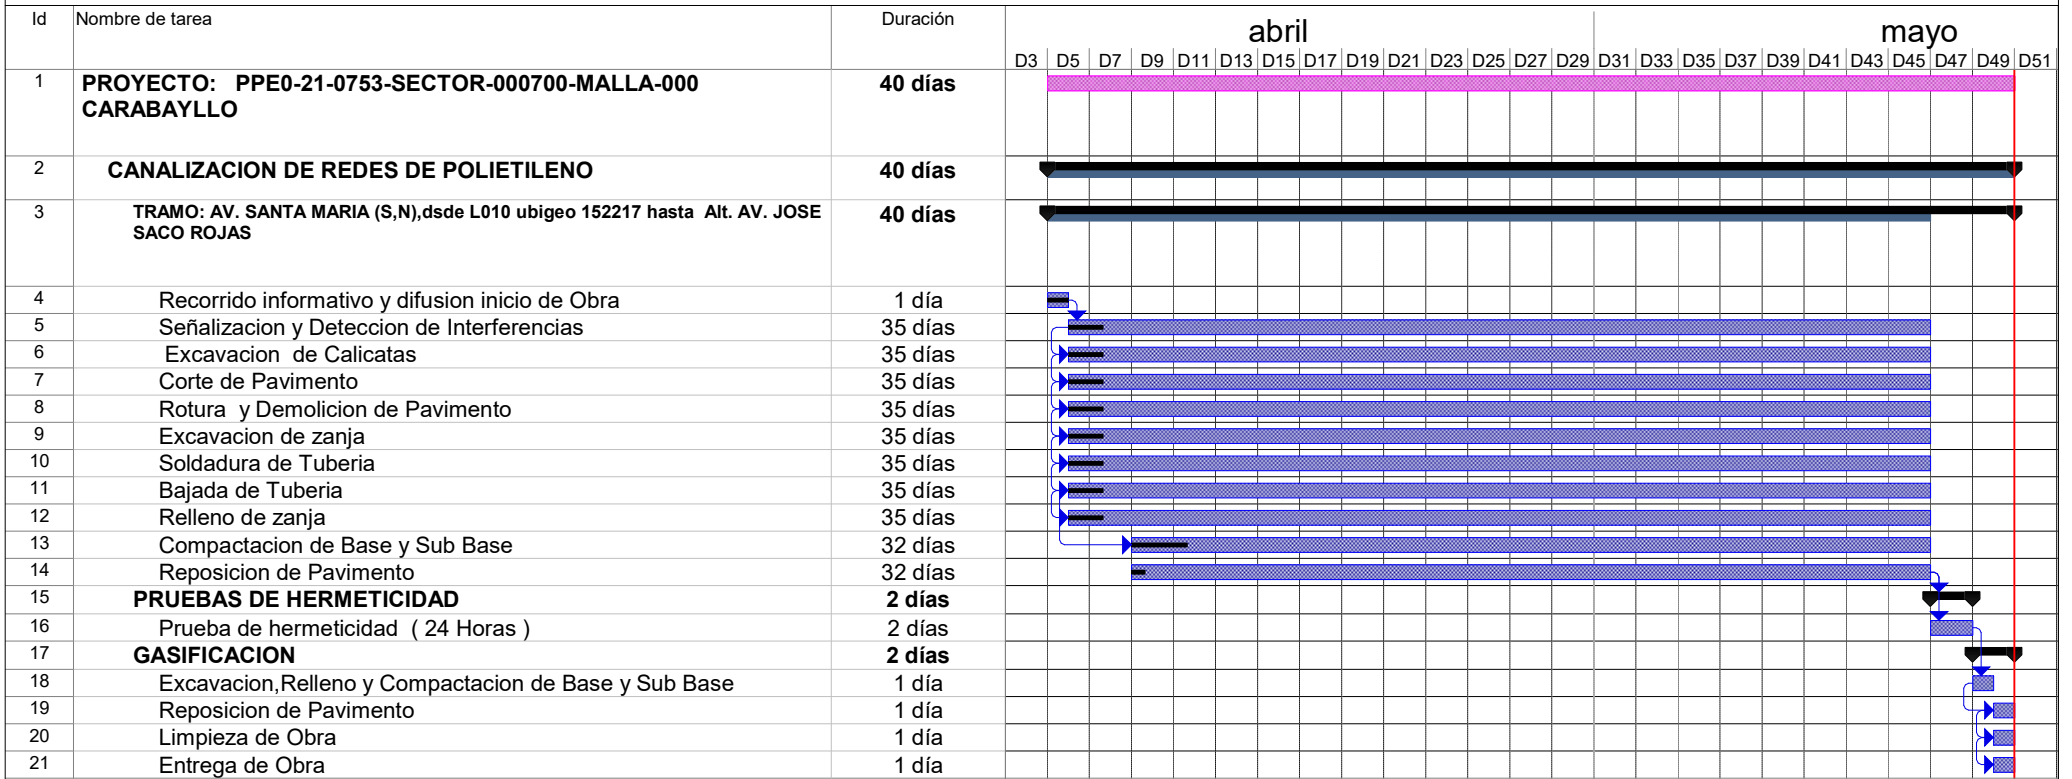 Id Nombre de tarea Duración abril mayo
D3 D5 D7 D9 D11 D13 D15 D17 D19 D21 D23 D25 D27 D29 D31 D33 D35 D37 D39 D41 D43 D45 D47 D49 D51
1 PROYECTO: PPE0-21-0753-SECTOR-000700-MALLA-000 40 días
CARABAYLLO
2 CANALIZACION DE REDES DE POLIETILENO 40 días
3 TRAMO: AV. SANTA MARIA (S,N),dsde L010 ubigeo 152217 hasta Alt. AV. JOSE 40 días
SACO ROJAS
4 Recorrido informativo y difusion inicio de Obra 1 día
5 Señalizacion y Deteccion de Interferencias 35 días
6 Excavacion de Calicatas 35 días
7 Corte de Pavimento 35 días
8 Rotura y Demolicion de Pavimento 35 días
9 Excavacion de zanja 35 días
10 Soldadura de Tuberia 35 días
11 Bajada de Tuberia 35 días
12 Relleno de zanja 35 días
13 Compactacion de Base y Sub Base 32 días
14 Reposicion de Pavimento 32 días
15 PRUEBAS DE HERMETICIDAD 2 días
16 Prueba de hermeticidad ( 24 Horas ) 2 días
17 GASIFICACION 2 días
18 Excavacion,Relleno y Compactacion de Base y Sub Base 1 día
19 Reposicion de Pavimento 1 día
20 Limpieza de Obra 1 día
21 Entrega de Obra 1 día